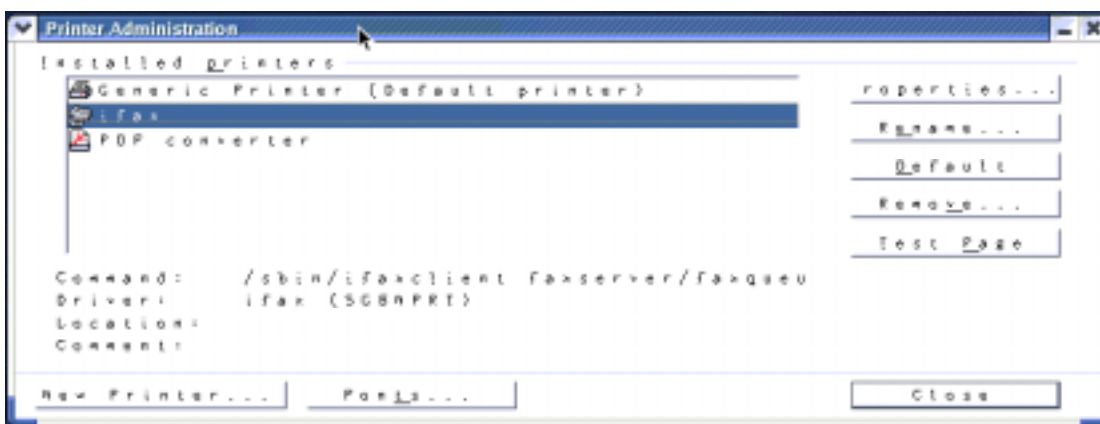 Printer Administration
Installed printers
Generic Printer (Default printer)
ifax
PDF converter
roperties...
Rename...
Default
Remove...
Test Page
Command: /sbin/ifaxclient faxserver/faxqueu
Driver: ifax (SGENPRT)
Location:
Comment:
New Printer...
Fonts...
Close